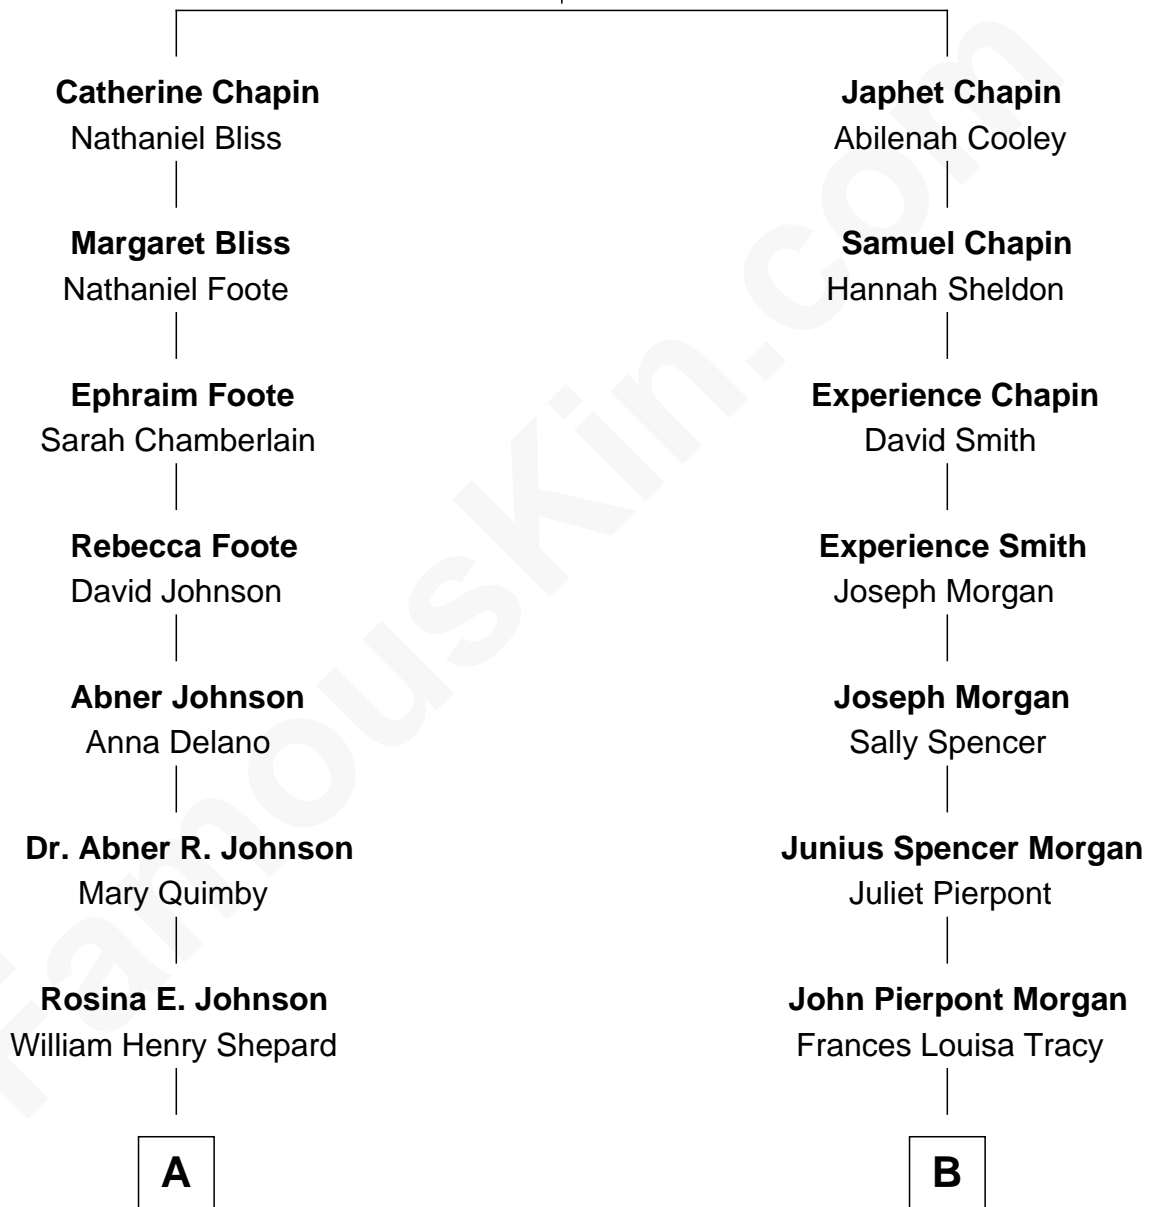 Catherine Chapin
Nathaniel Bliss
Margaret Bliss
Nathaniel Foote
Ephraim Foote
Sarah Chamberlain
Rebecca Foote
David Johnson
Abner Johnson
Anna Delano
Dr. Abner R. Johnson
Mary Quimby
Rosina E. Johnson
William Henry Shepard
A
Japhet Chapin
Abilenah Cooley
Samuel Chapin
Hannah Sheldon
Experience Chapin
David Smith
Experience Smith
Joseph Morgan
Joseph Morgan
Sally Spencer
Junius Spencer Morgan
Juliet Pierpont
John Pierpont Morgan
Frances Louisa Tracy
B
FamousKin.com